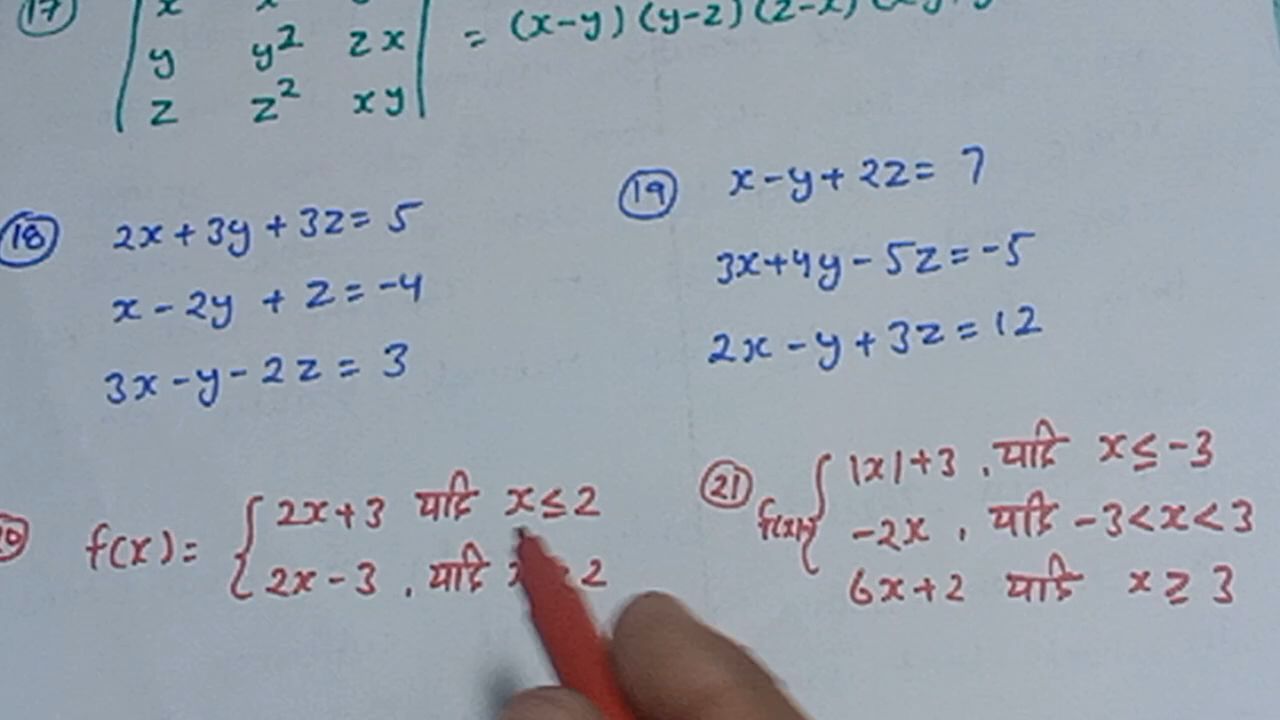 17
y y² zx = (x-y) (y-z) (z-x)
z z² xy
18 2x + 3y + 3z = 5
x - 2y + z = -4
3x - y - 2z = 3
19 x - y + 2z = 7
3x + 4y - 5z = -5
2x - y + 3z = 12
f(x) = { 2x + 3 यदि x ≤ 2
2x - 3 , यदि 2
21 f(x) { |x| + 3 , यदि x ≤ -3
-2x , यदि -3 < x < 3
6x + 2 यदि x ≥ 3